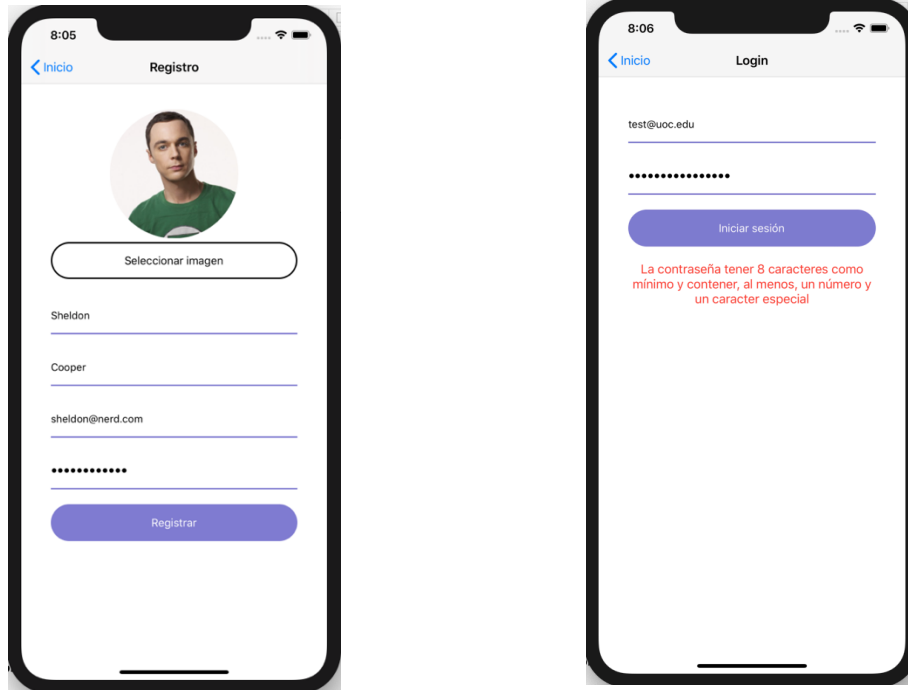 8:05
Inicio
Registro
Seleccionar imagen
Sheldon
Cooper
sheldon@nerd.com
••••••••••••
Registrar
8:06
Inicio
Login
test@uoc.edu
••••••••••••••••
Iniciar sesión
La contraseña tener 8 caracteres como
mínimo y contener, al menos, un número y
un caracter especial